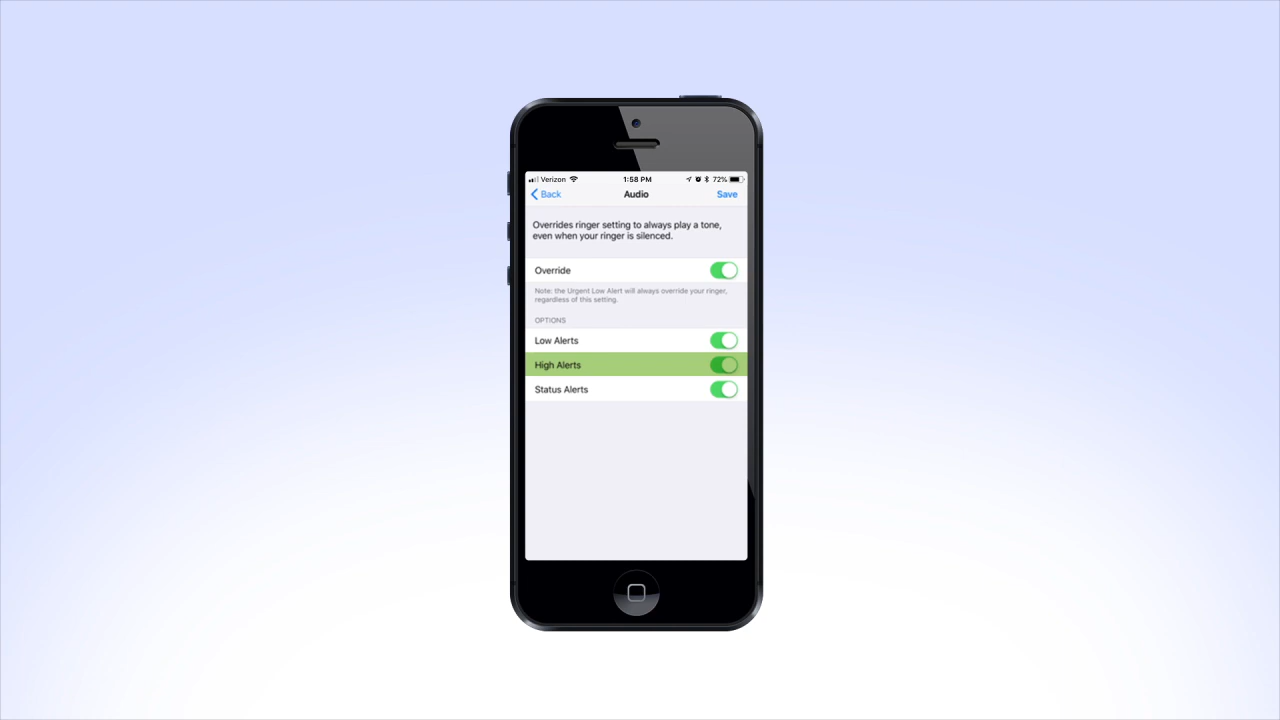 Verizon 1:58 PM 72%
Back Audio Save
Overrides ringer setting to always play a tone,
even when your ringer is silenced.
Override
Note: the Urgent Low Alert will always override your ringer,
regardless of this setting.
OPTIONS
Low Alerts
High Alerts
Status Alerts